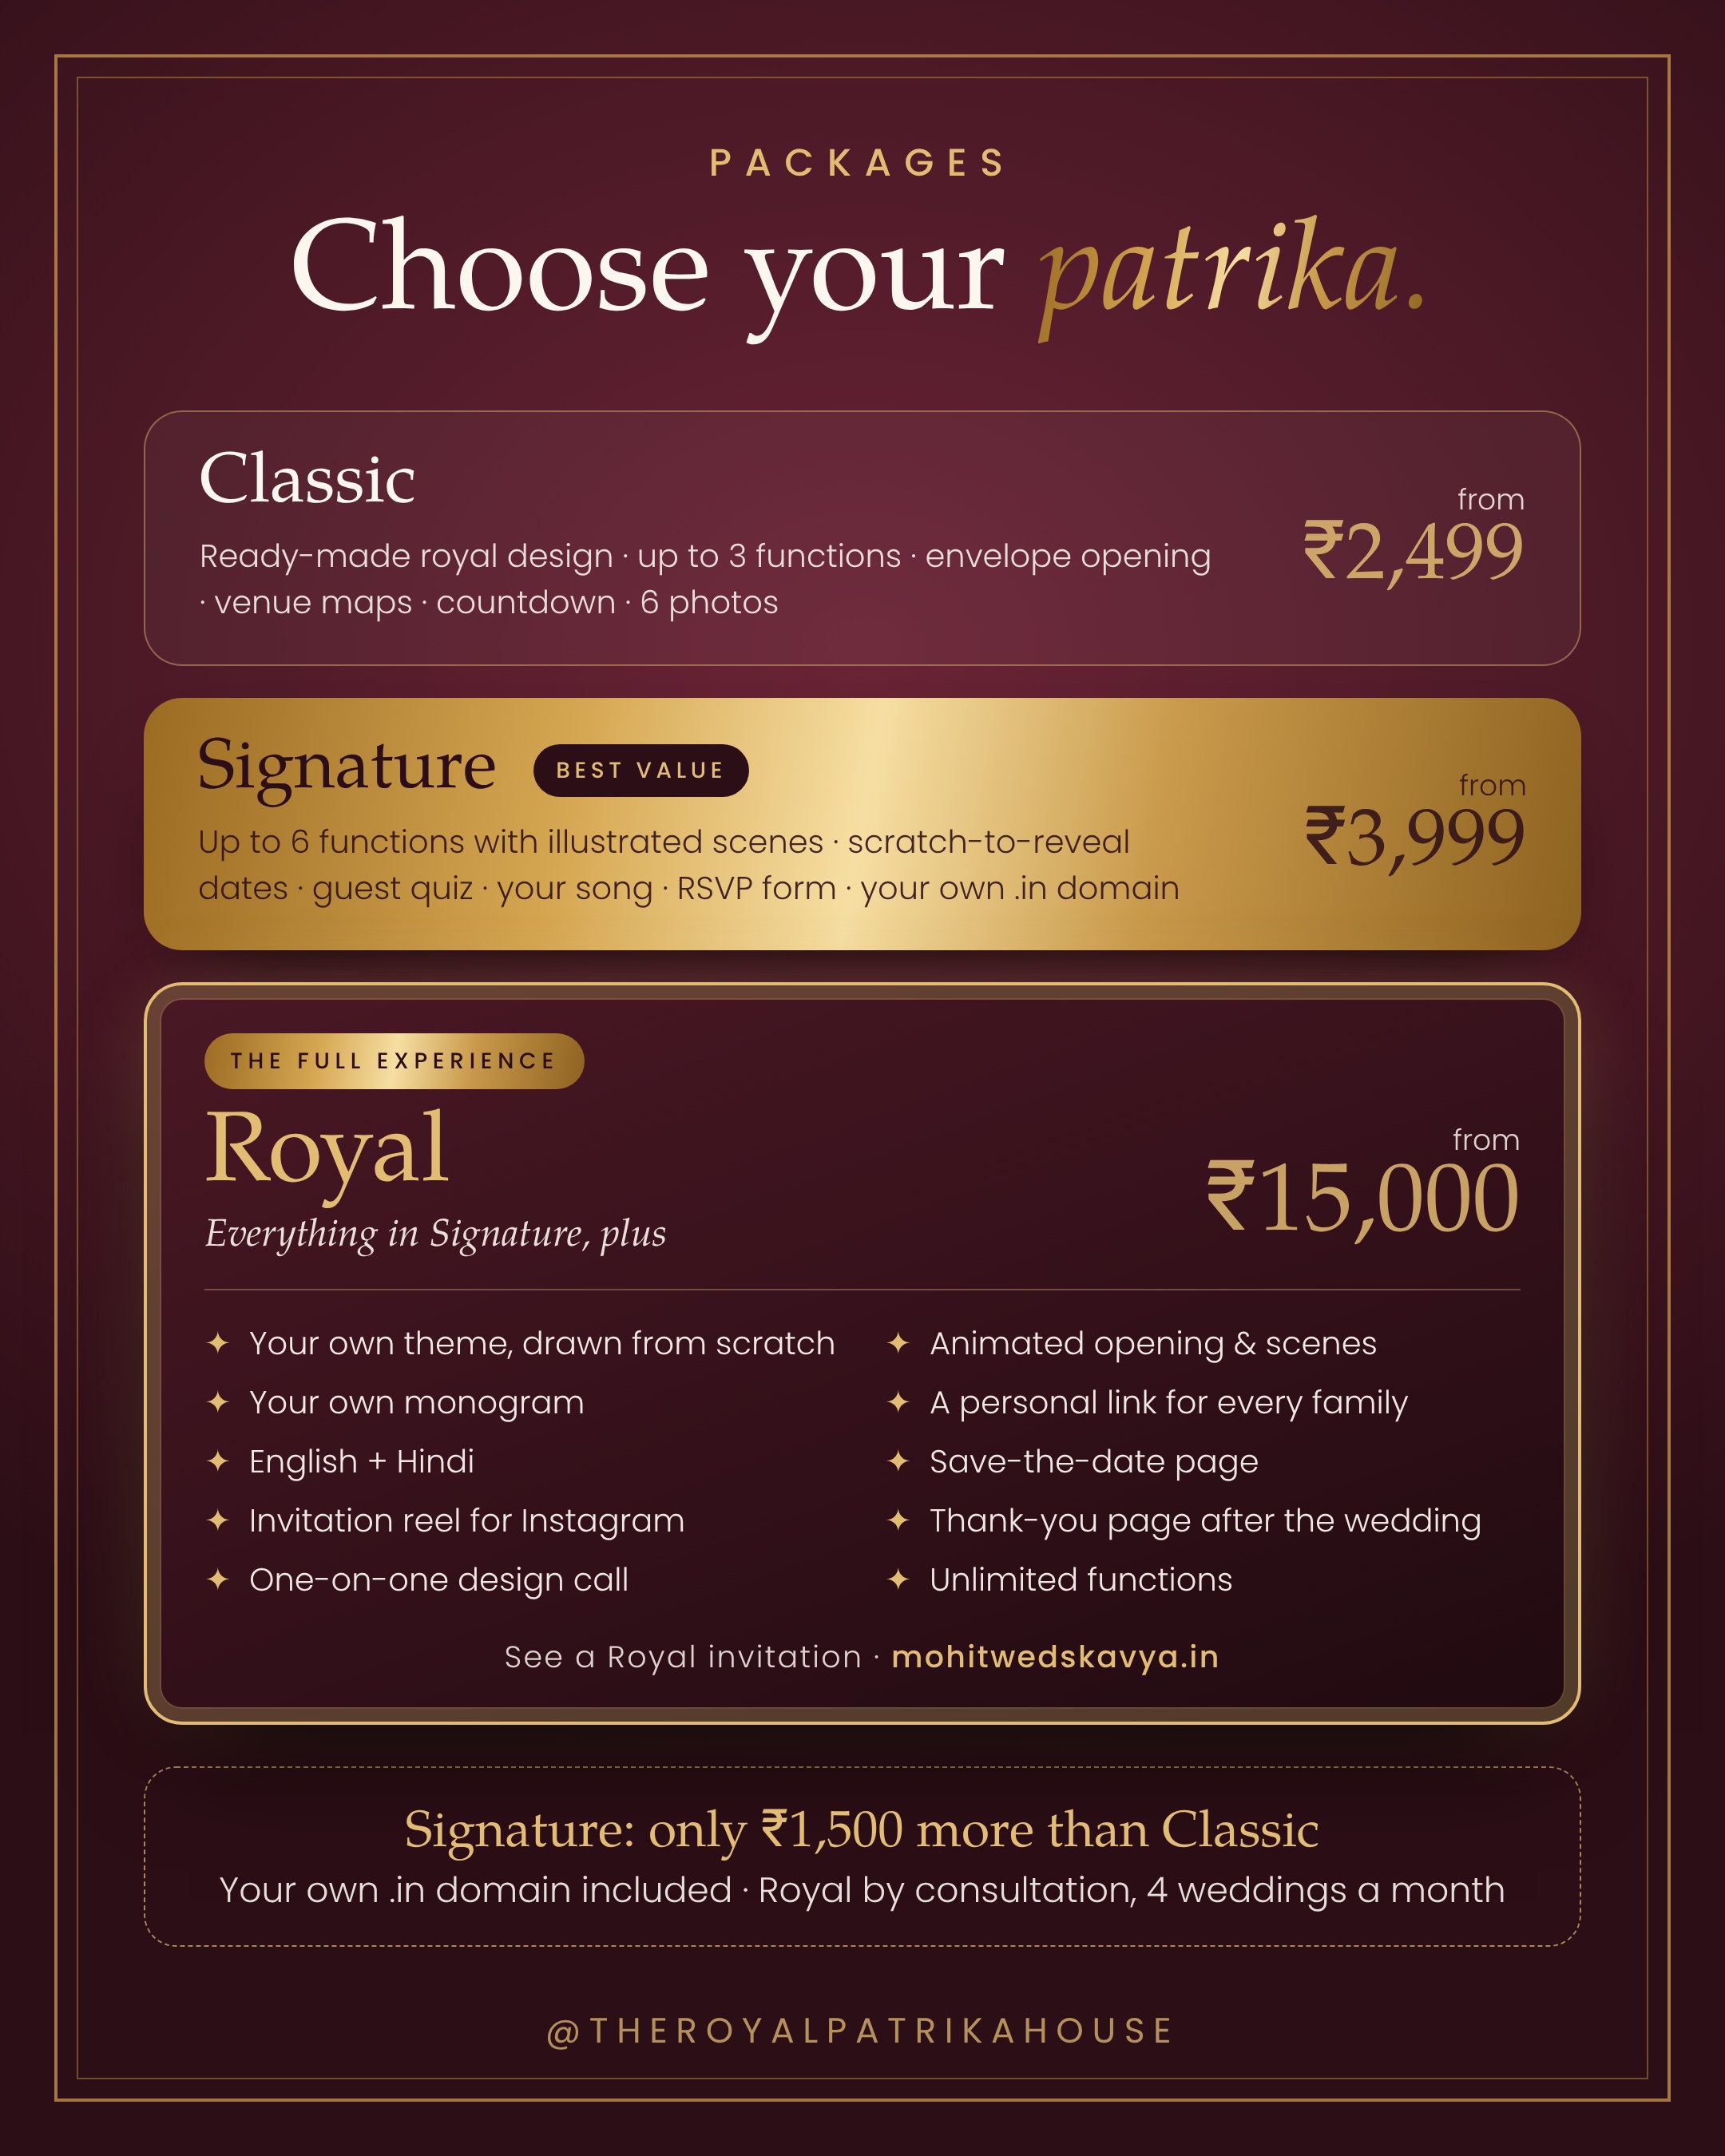 PACKAGES
Choose your patrika.
Classic
Ready-made royal design · up to 3 functions · envelope opening
· venue maps · countdown · 6 photos
from
₹2,499
Signature
BEST VALUE
Up to 6 functions with illustrated scenes · scratch-to-reveal
dates · guest quiz · your song · RSVP form · your own .in domain
from
₹3,999
THE FULL EXPERIENCE
Royal
Everything in Signature, plus
from
₹15,000
✦ Your own theme, drawn from scratch
✦ Your own monogram
✦ English + Hindi
✦ Invitation reel for Instagram
✦ One-on-one design call
✦ Animated opening & scenes
✦ A personal link for every family
✦ Save-the-date page
✦ Thank-you page after the wedding
✦ Unlimited functions
See a Royal invitation · mohitwedskavya.in
Signature: only ₹1,500 more than Classic
Your own .in domain included · Royal by consultation, 4 weddings a month
@THEROYALPATRIKAHOUSE